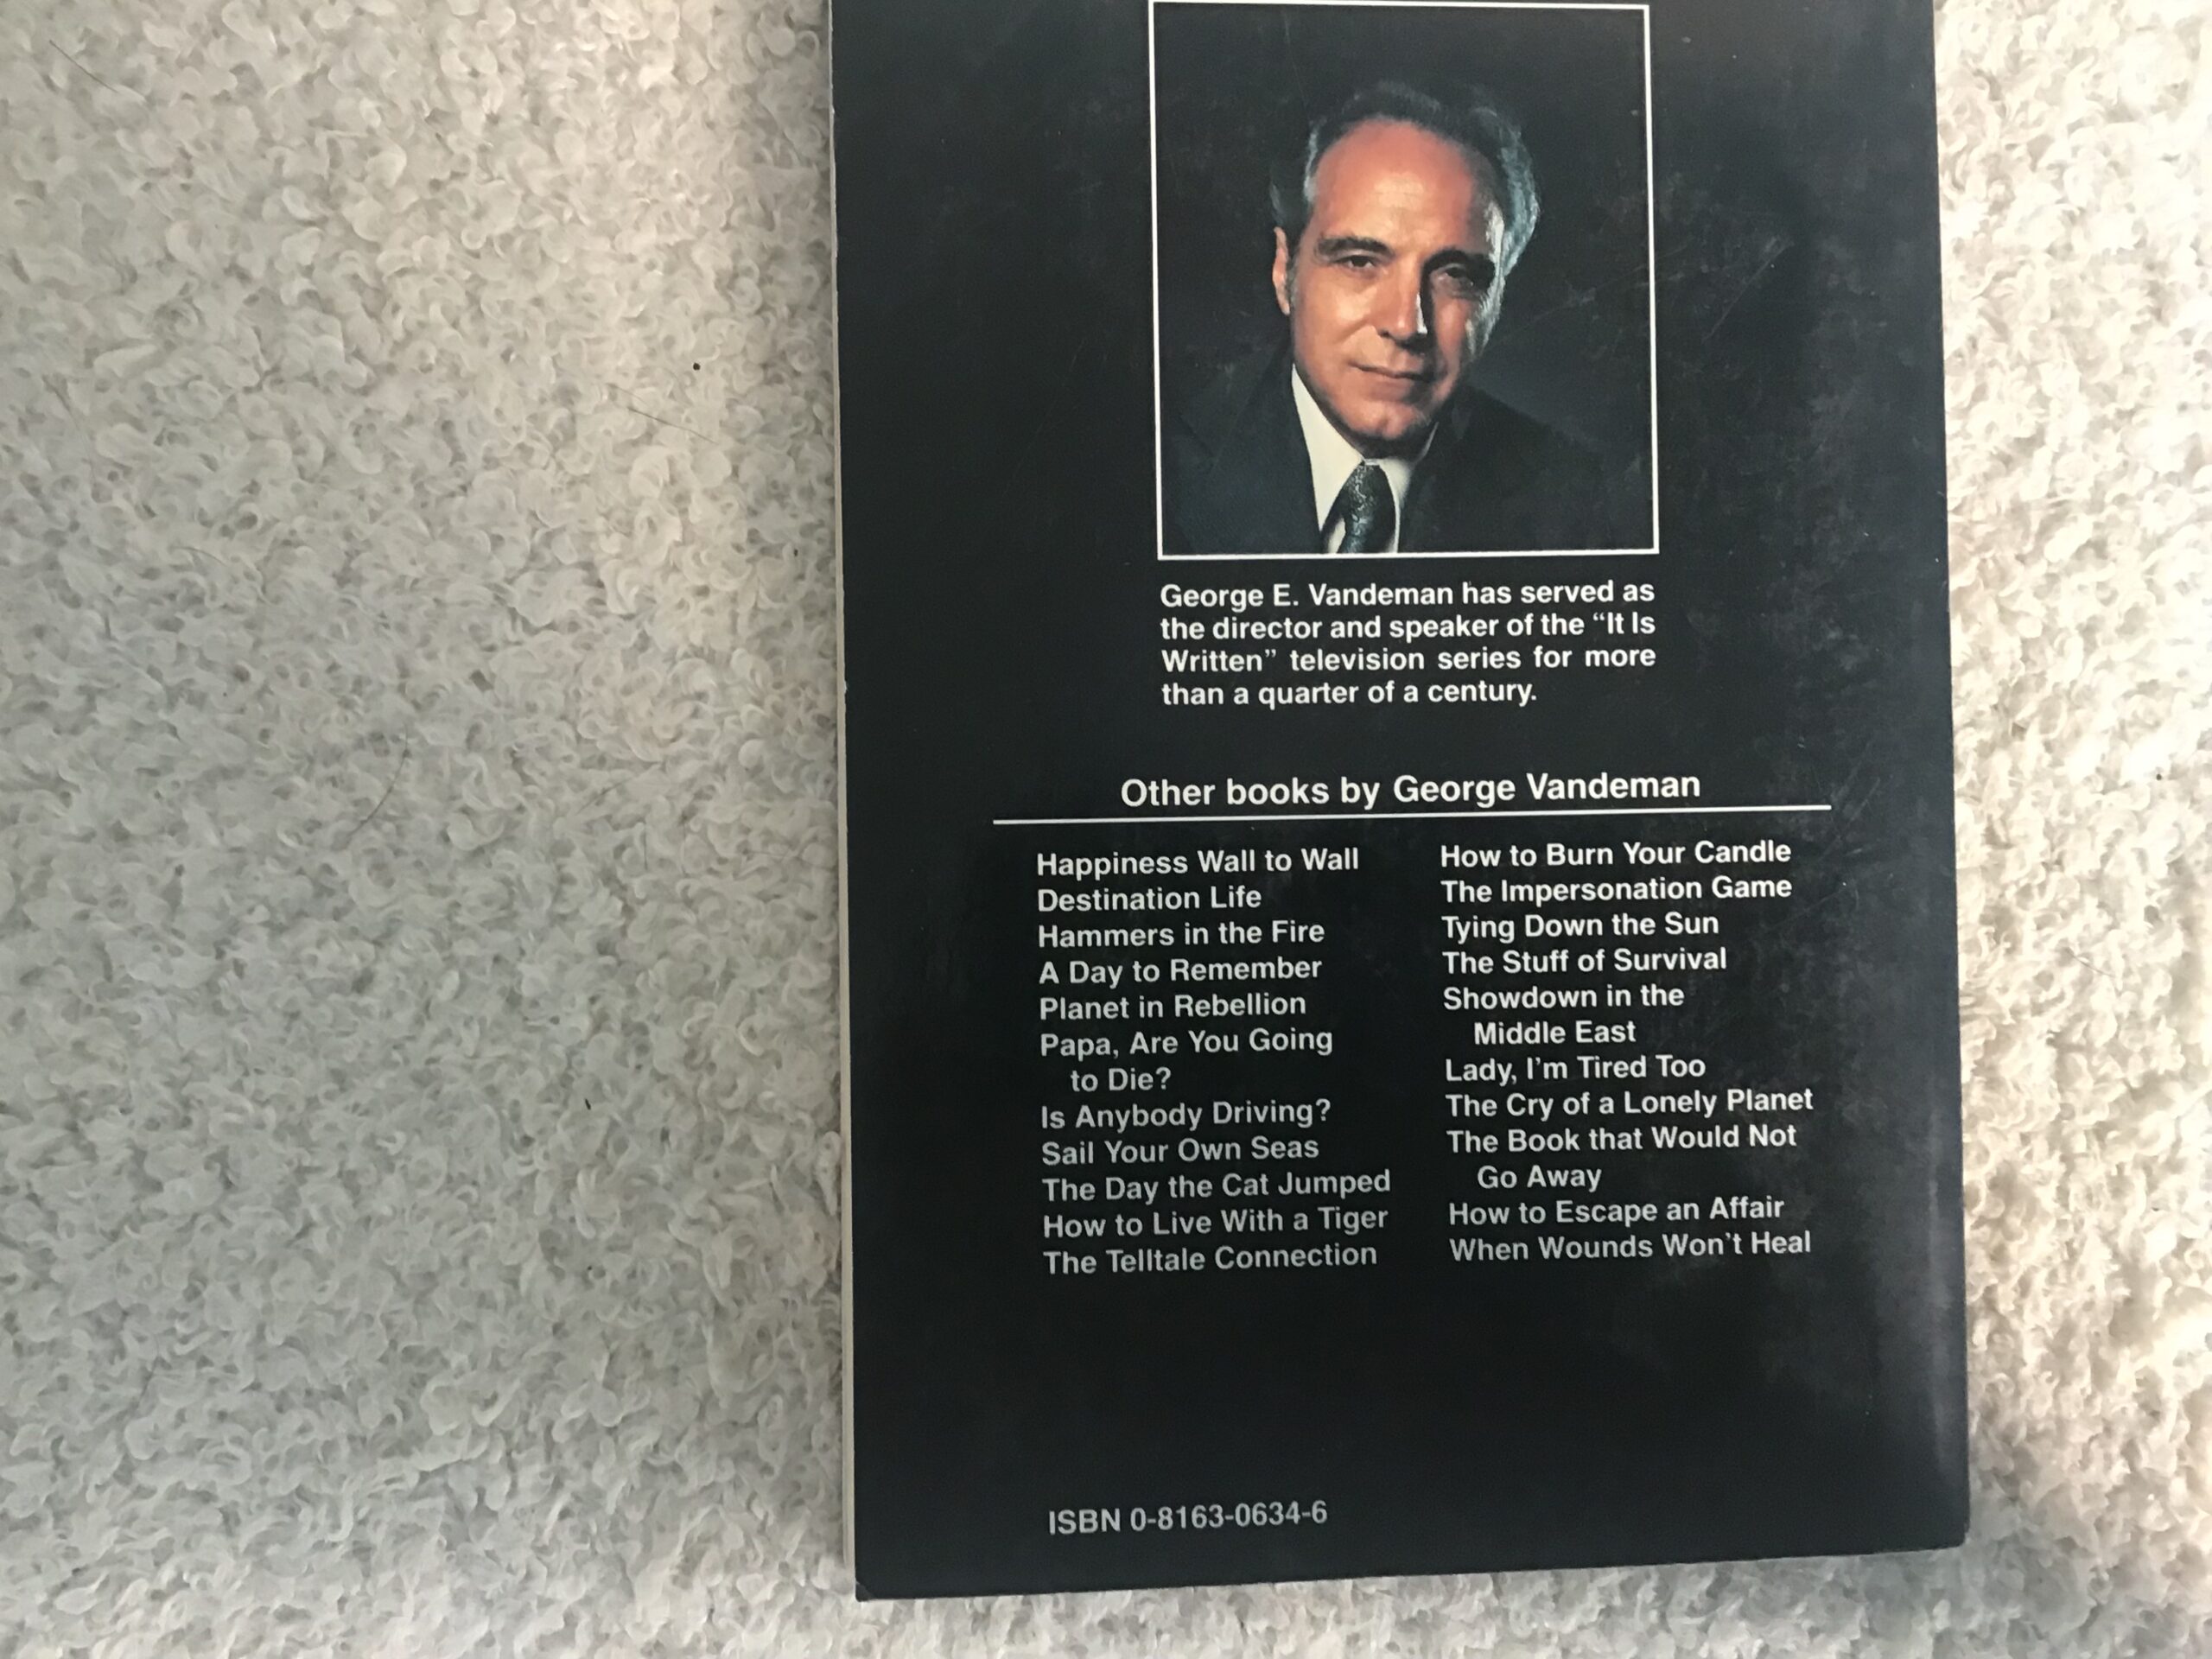 George E. Vandeman has served as
the director and speaker of the “It Is
Written” television series for more
than a quarter of a century.
Other books by George Vandeman
Happiness Wall to Wall
Destination Life
Hammers in the Fire
A Day to Remember
Planet in Rebellion
Papa, Are You Going
to Die?
Is Anybody Driving?
Sail Your Own Seas
The Day the Cat Jumped
How to Live With a Tiger
The Telltale Connection
How to Burn Your Candle
The Impersonation Game
Tying Down the Sun
The Stuff of Survival
Showdown in the
Middle East
Lady, I’m Tired Too
The Cry of a Lonely Planet
The Book that Would Not
Go Away
How to Escape an Affair
When Wounds Won’t Heal
ISBN 0-8163-0634-6